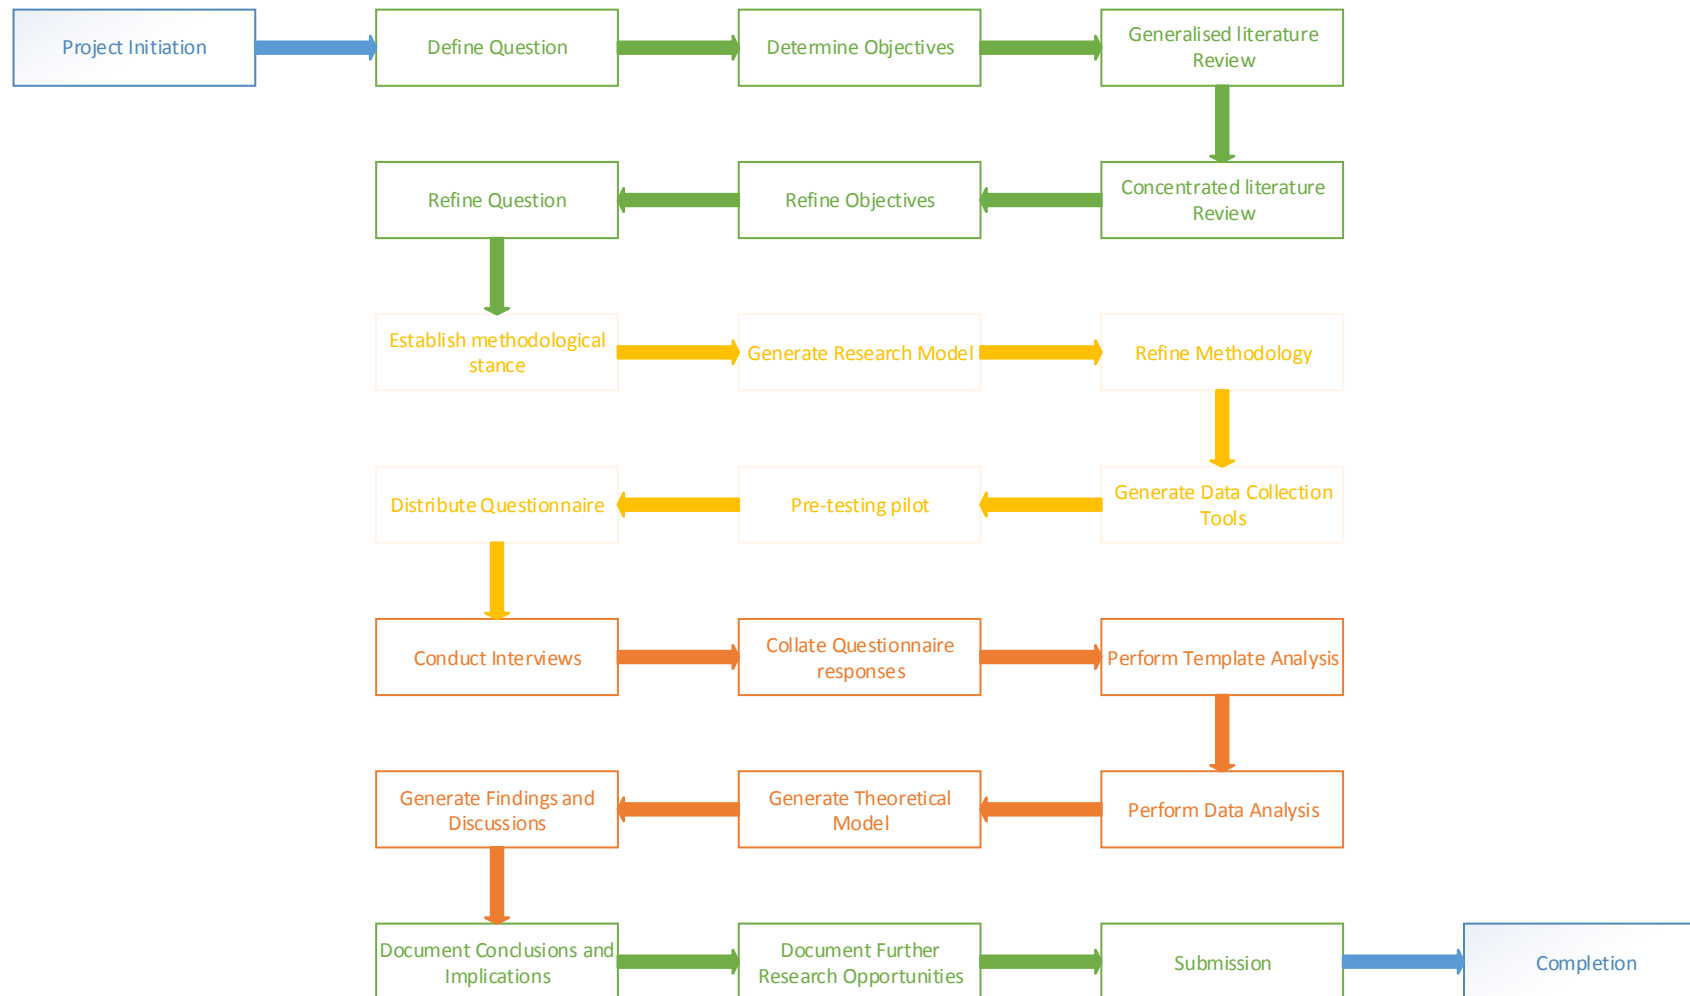 Project Initiation
Define Question
Determine Objectives
Generalised literature
Review
Refine Question
Refine Objectives
Concentrated literature
Review
Establish methodological
stance
Generate Research Model
Refine Methodology
Distribute Questionnaire
Pre-testing pilot
Generate Data Collection
Tools
Conduct Interviews
Collate Questionnaire
responses
Perform Template Analysis
Generate Findings and
Discussions
Generate Theoretical
Model
Perform Data Analysis
Document Conclusions and
Implications
Document Further
Research Opportunities
Submission
Completion